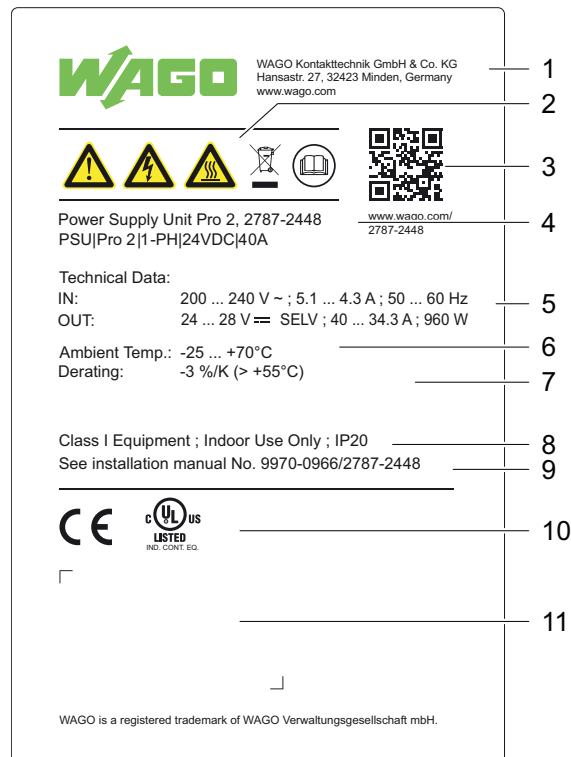 WAGO
WAGO Kontakttechnik GmbH & Co. KG
Hansastr. 27, 32423 Minden, Germany
www.wago.com
1
2
3
www.wago.com/
2787-2448
Power Supply Unit Pro 2, 2787-2448
PSU|Pro 2|1-PH|24VDC|40A
4
Technical Data:
IN: 200 ... 240 V ~ ; 5.1 ... 4.3 A ; 50 ... 60 Hz
5
OUT: 24 ... 28 V ⎓ SELV ; 40 ... 34.3 A ; 960 W
6
Ambient Temp.: -25 ... +70°C
Derating: -3 %/K (> +55°C)
7
Class I Equipment ; Indoor Use Only ; IP20
8
See installation manual No. 9970-0966/2787-2448
9
CE
C UL US
LISTED
IND. CONT. EQ.
10
11
WAGO is a registered trademark of WAGO Verwaltungsgesellschaft mbH.